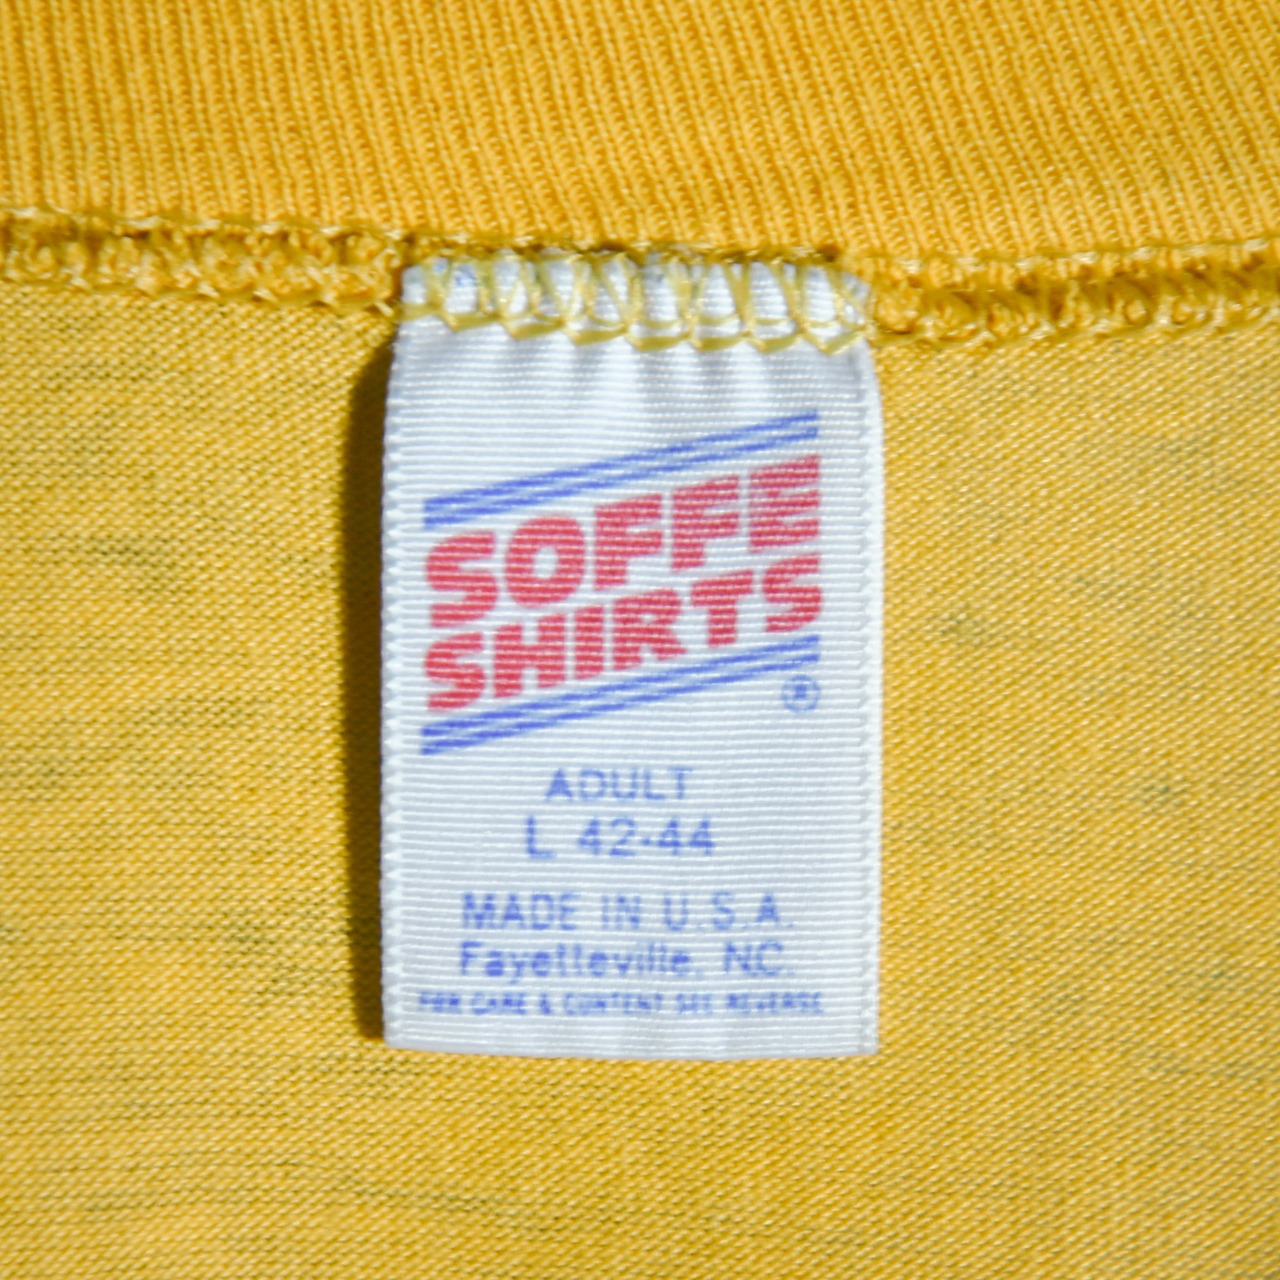 SOFFE
SHIRTS
®
ADULT
L 42-44
MADE IN U.S.A.
Fayetteville, NC.
FOR CARE & CONTENT SEE REVERSE